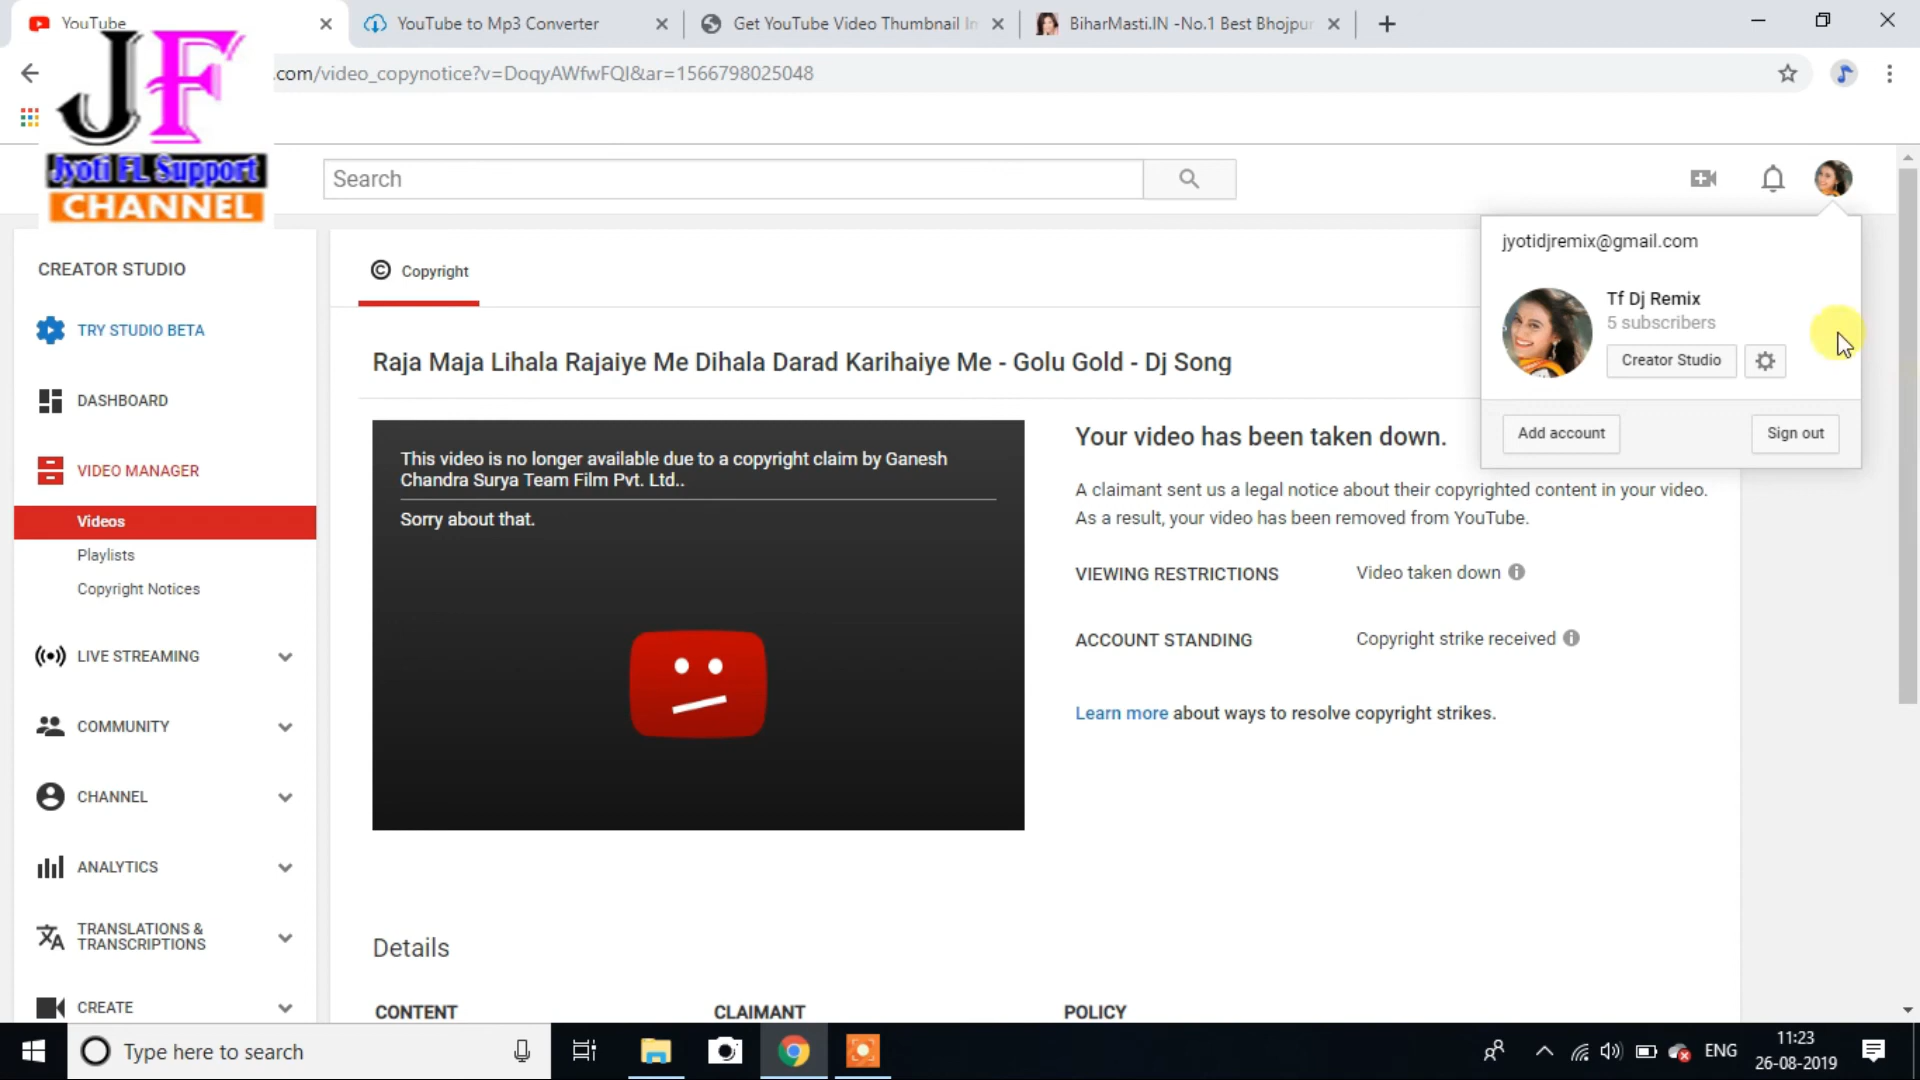 YouTube
YouTube to Mp3 Converter
Get YouTube Video Thumbnail Im
BiharMasti.IN -No.1 Best Bhojpur
.com/video_copynotice?v=DoqyAWfwFQI&ar=1566798025048
JF
Jyoti FL Support
CHANNEL
Search
jyotidjremix@gmail.com
Tf Dj Remix
5 subscribers
Creator Studio
Add account
Sign out
CREATOR STUDIO
TRY STUDIO BETA
DASHBOARD
VIDEO MANAGER
Videos
Playlists
Copyright Notices
LIVE STREAMING
COMMUNITY
CHANNEL
ANALYTICS
TRANSLATIONS &
TRANSCRIPTIONS
CREATE
Copyright
Raja Maja Lihala Rajaiye Me Dihala Darad Karihaiye Me - Golu Gold - Dj Song
This video is no longer available due to a copyright claim by Ganesh
Chandra Surya Team Film Pvt. Ltd..
Sorry about that.
Your video has been taken down.
A claimant sent us a legal notice about their copyrighted content in your video.
As a result, your video has been removed from YouTube.
VIEWING RESTRICTIONS
Video taken down
ACCOUNT STANDING
Copyright strike received
Learn more about ways to resolve copyright strikes.
Details
CONTENT
CLAIMANT
POLICY
Type here to search
ENG
11:23
26-08-2019